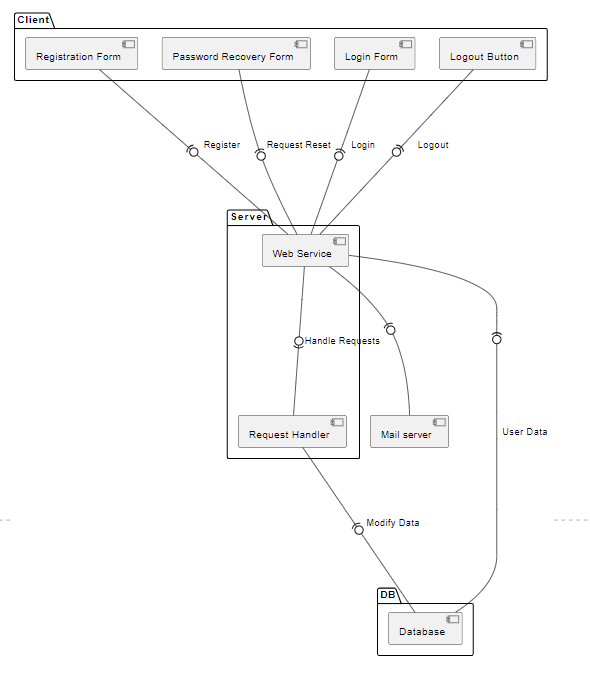 Client
Registration Form
Password Recovery Form
Login Form
Logout Button
Register
Request Reset
Login
Logout
Server
Web Service
Handle Requests
Request Handler
Mail server
User Data
Modify Data
DB
Database